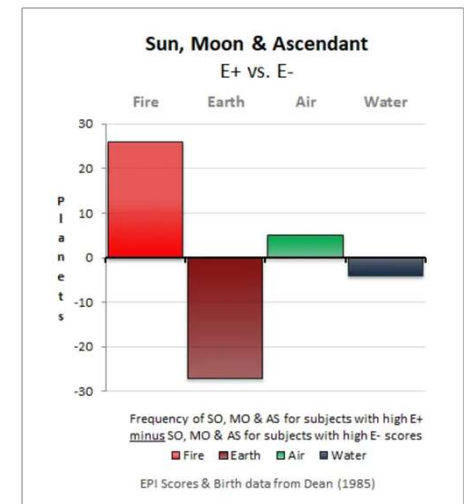 Sun, Moon & Ascendant
E+ vs. E-
Fire Earth Air Water
30
20
10
0
-10
-20
-30
Planets
Frequency of SO, MO & AS for subjects with high E+
minus SO, MO & AS for subjects with high E- scores
Fire Earth Air Water
EPI Scores & Birth data from Dean (1985)